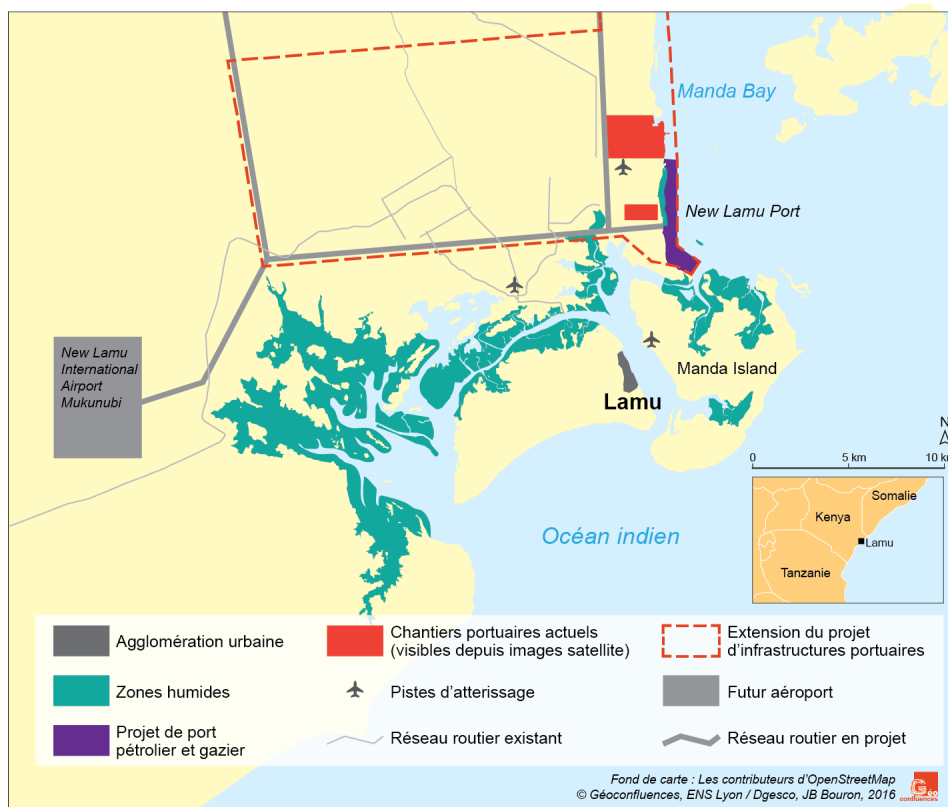 Manda Bay
New Lamu Port
New Lamu
International
Airport
Mukunubi
Manda Island
Lamu
N
0 5 km 10 km
Océan indien
Somalie
Kenya
Lamu
Tanzanie
Agglomération urbaine
Chantiers portuaires actuels
(visibles depuis images satellite)
Extension du projet
d'infrastructures portuaires
Zones humides
Pistes d'atterissage
Futur aéroport
Projet de port
pétrolier et gazier
Réseau routier existant
Réseau routier en projet
Fond de carte : Les contributeurs d'OpenStreetMap
© Géoconfluences, ENS Lyon / Dgesco, JB Bouron, 2016
Géo
confluences